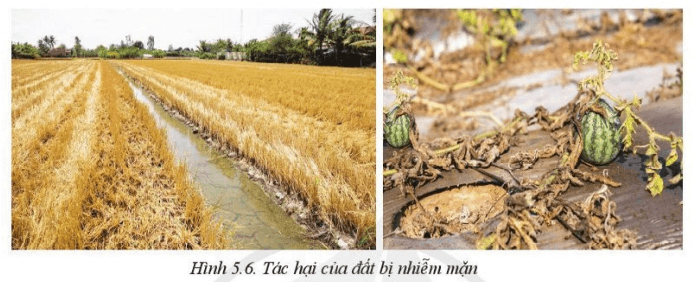 Hình 5.6. Tác hại của đất bị nhiễm mặn